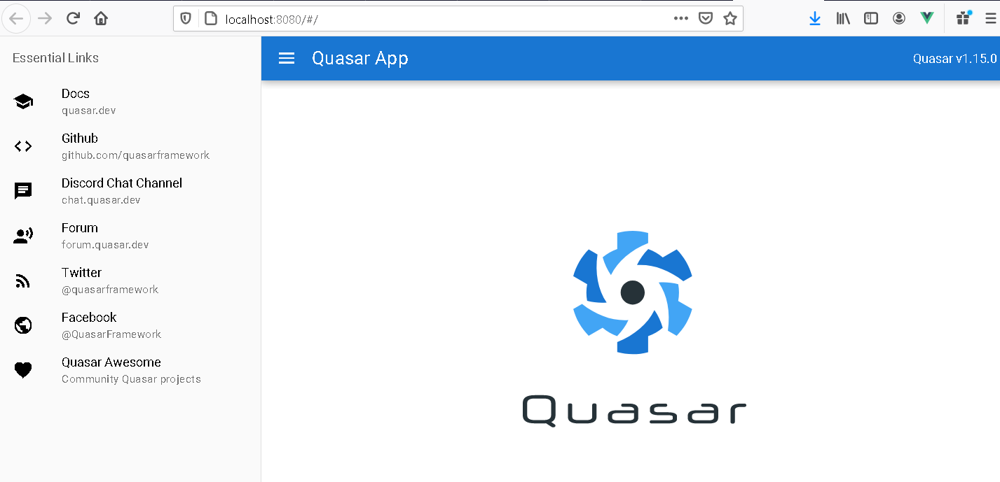 localhost:8080/#/
Essential Links
Quasar App
Quasar v1.15.0
Docs
quasar.dev
Github
github.com/quasarframework
Discord Chat Channel
chat.quasar.dev
Forum
forum.quasar.dev
Twitter
@quasarframework
Facebook
@QuasarFramework
Quasar Awesome
Community Quasar projects
Quasar